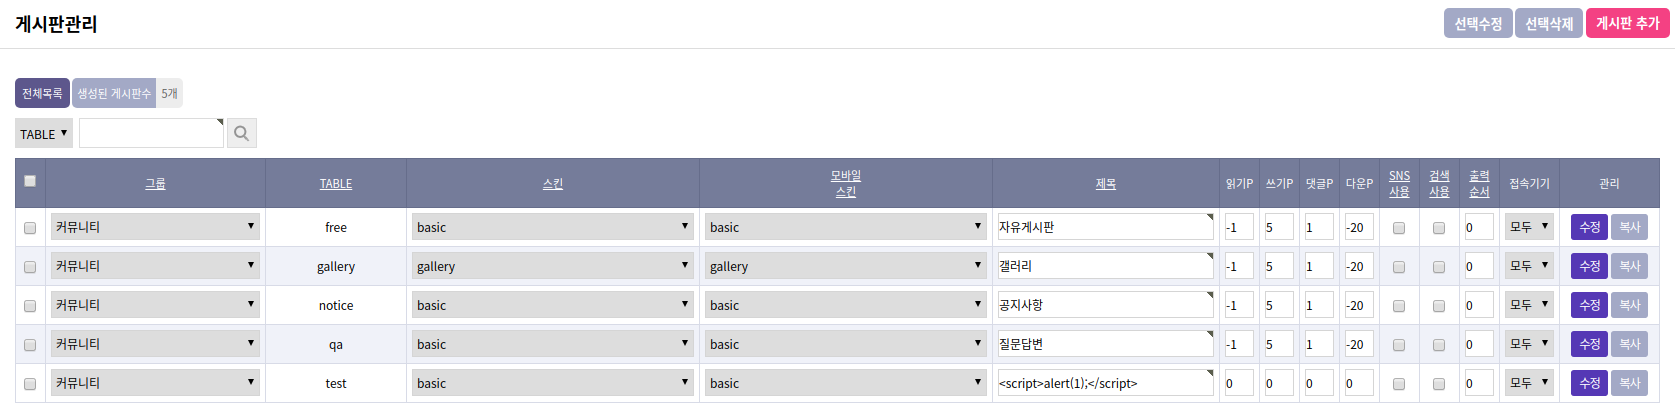 게시판관리
선택수정 선택삭제 게시판 추가
전체목록 생성된 게시판수 5개
TABLE
그룹 TABLE 스킨 모바일 스킨 제목 읽기P 쓰기P 댓글P 다운P SNS 사용 검색 사용 출력 순서 접속기기 관리
커뮤니티 free basic basic 자유게시판 -1 5 1 -20 0 모두 수정 복사
커뮤니티 gallery gallery gallery 갤러리 -1 5 1 -20 0 모두 수정 복사
커뮤니티 notice basic basic 공지사항 -1 5 1 -20 0 모두 수정 복사
커뮤니티 qa basic basic 질문답변 -1 5 1 -20 0 모두 수정 복사
커뮤니티 test basic basic <script>alert(1);</script> 0 0 0 0 0 모두 수정 복사